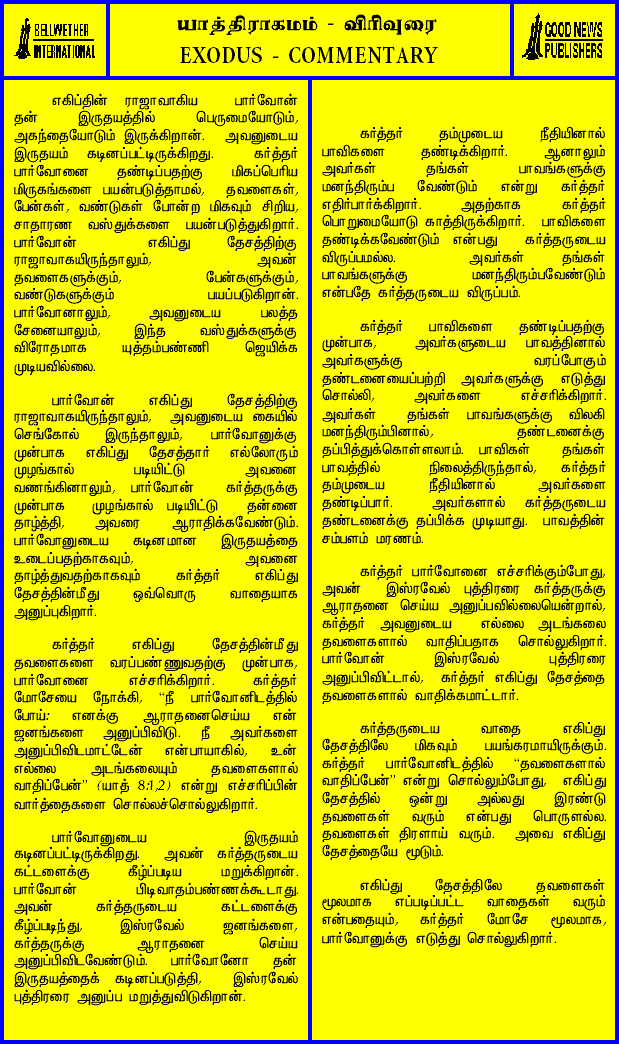 BELLWETHER
INTERNATIONAL
யாத்திராகமம் - விரிவுரை
EXODUS - COMMENTARY
GOOD NEWS
PUBLISHERS
எகிப்தின் ராஜாவாகிய பார்வோன்
தன் இருதயத்தில் பெருமையோடும்,
அகந்தையோடும் இருக்கிறான். அவனுடைய
இருதயம் கடினப்பட்டிருக்கிறது. கர்த்தர்
பார்வோனை தண்டிப்பதற்கு மிகப்பெரிய
மிருகங்களை பயன்படுத்தாமல், தவளைகள்,
பேன்கள், வண்டுகள் போன்ற மிகவும் சிறிய,
சாதாரண வஸ்துக்களை பயன்படுத்துகிறார்.
பார்வோன் எகிப்து தேசத்திற்கு
ராஜாவாகயிருந்தாலும், அவன்
தவளைகளுக்கும், பேன்களுக்கும்,
வண்டுகளுக்கும் பயப்படுகிறான்.
பார்வோனாலும், அவனுடைய பலத்த
சேனையாலும், இந்த வஸ்துக்களுக்கு
விரோதமாக யுத்தம்பண்ணி ஜெயிக்க
முடியவில்லை.
பார்வோன் எகிப்து தேசத்திற்கு
ராஜாவாகயிருந்தாலும், அவனுடைய கையில்
செங்கோல் இருந்தாலும், பார்வோனுக்கு
முன்பாக எகிப்து தேசத்தார் எல்லோரும்
முழங்கால் படியிட்டு அவனை
வணங்கினாலும், பார்வோன் கர்த்தருக்கு
முன்பாக முழங்கால் படியிட்டு தன்னை
தாழ்த்தி, அவரை ஆராதிக்கவேண்டும்.
பார்வோனுடைய கடினமான இருதயத்தை
உடைப்பதற்காகவும், அவனை
தாழ்த்துவதற்காகவும் கர்த்தர் எகிப்து
தேசத்தின்மீது ஒவ்வொரு வாதையாக
அனுப்புகிறார்.
கர்த்தர் எகிப்து தேசத்தின்மீது
தவளைகளை வரப்பண்ணுவதற்கு முன்பாக,
பார்வோனை எச்சரிக்கிறார். கர்த்தர்
மோசேயை நோக்கி, “நீ பார்வோனிடத்தில்
போய்: எனக்கு ஆராதனைசெய்ய என்
ஜனங்களை அனுப்பிவிடு. நீ அவர்களை
அனுப்பிவிடமாட்டேன் என்பாயாகில், உன்
எல்லை அடங்கலையும் தவளைகளால்
வாதிப்பேன்” (யாத் 8:1,2) என்று எச்சரிப்பின்
வார்த்தைகளை சொல்லச்சொல்லுகிறார்.
பார்வோனுடைய இருதயம்
கடினப்பட்டிருக்கிறது. அவன் கர்த்தருடைய
கட்டளைக்கு கீழ்ப்படிய மறுக்கிறான்.
பார்வோன் பிடிவாதம்பண்ணக்கூடாது.
அவன் கர்த்தருடைய கட்டளைக்கு
கீழ்ப்படிந்து, இஸ்ரவேல் ஜனங்களை,
கர்த்தருக்கு ஆராதனை செய்ய
அனுப்பிவிடவேண்டும். பார்வோனோ தன்
இருதயத்தைக் கடினப்படுத்தி, இஸ்ரவேல்
புத்திரரை அனுப்ப மறுத்துவிடுகிறான்.
கர்த்தர் தம்முடைய நீதியினால்
பாவிகளை தண்டிக்கிறார். ஆனாலும்
அவர்கள் தங்கள் பாவங்களுக்கு
மனந்திரும்ப வேண்டும் என்று கர்த்தர்
எதிர்பார்க்கிறார். அதற்காக கர்த்தர்
பொறுமையோடு காத்திருக்கிறார். பாவிகளை
தண்டிக்கவேண்டும் என்பது கர்த்தருடைய
விருப்பமல்ல. அவர்கள் தங்கள்
பாவங்களுக்கு மனந்திரும்பவேண்டும்
என்பதே கர்த்தருடைய விருப்பம்.
கர்த்தர் பாவிகளை தண்டிப்பதற்கு
முன்பாக, அவர்களுடைய பாவத்தினால்
அவர்களுக்கு வரப்போகும்
தண்டனையைப்பற்றி அவர்களுக்கு எடுத்து
சொல்லி, அவர்களை எச்சரிக்கிறார்.
அவர்கள் தங்கள் பாவங்களுக்கு விலகி
மனந்திரும்பினால், தண்டனைக்கு
தப்பித்துக்கொள்ளலாம். பாவிகள் தங்கள்
பாவத்தில் நிலைத்திருந்தால், கர்த்தர்
தம்முடைய நீதியினால் அவர்களை
தண்டிப்பார். அவர்களால் கர்த்தருடைய
தண்டனைக்கு தப்பிக்க முடியாது. பாவத்தின்
சம்பளம் மரணம்.
கர்த்தர் பார்வோனை எச்சரிக்கும்போது,
அவன் இஸ்ரவேல் புத்திரரை கர்த்தருக்கு
ஆராதனை செய்ய அனுப்பவில்லையென்றால்,
கர்த்தர் அவனுடைய எல்லை அடங்கலை
தவளைகளால் வாதிப்பதாக சொல்லுகிறார்.
பார்வோன் இஸ்ரவேல் புத்திரரை
அனுப்பிவிட்டால், கர்த்தர் எகிப்து தேசத்தை
தவளைகளால் வாதிக்கமாட்டார்.
கர்த்தருடைய வாதை எகிப்து
தேசத்திலே மிகவும் பயங்கரமாயிருக்கும்.
கர்த்தர் பார்வோனிடத்தில் “தவளைகளால்
வாதிப்பேன்” என்று சொல்லும்போது, எகிப்து
தேசத்தில் ஒன்று அல்லது இரண்டு
தவளைகள் வரும் என்பது பொருளல்ல.
தவளைகள் திரளாய் வரும். அவை எகிப்து
தேசத்தையே மூடும்.
எகிப்து தேசத்திலே தவளைகள்
மூலமாக எப்படிப்பட்ட வாதைகள் வரும்
என்பதையும், கர்த்தர் மோசே மூலமாக,
பார்வோனுக்கு எடுத்து சொல்லுகிறார்.